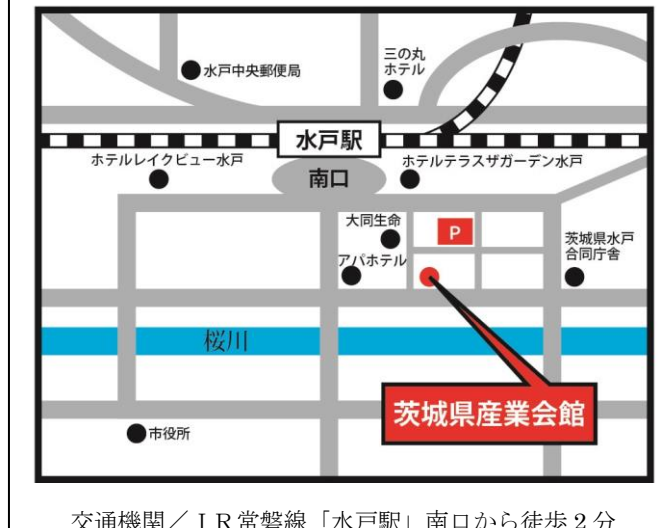 水戸中央郵便局
三の丸
ホテル
水戸駅
ホテルレイクビュー水戸
南口
ホテルテラスザガーデン水戸
大同生命
P
アパホテル
茨城県水戸
合同庁舎
桜川
茨城県産業会館
市役所
交通機関／ＪＲ常磐線「水戸駅」南口から徒歩２分